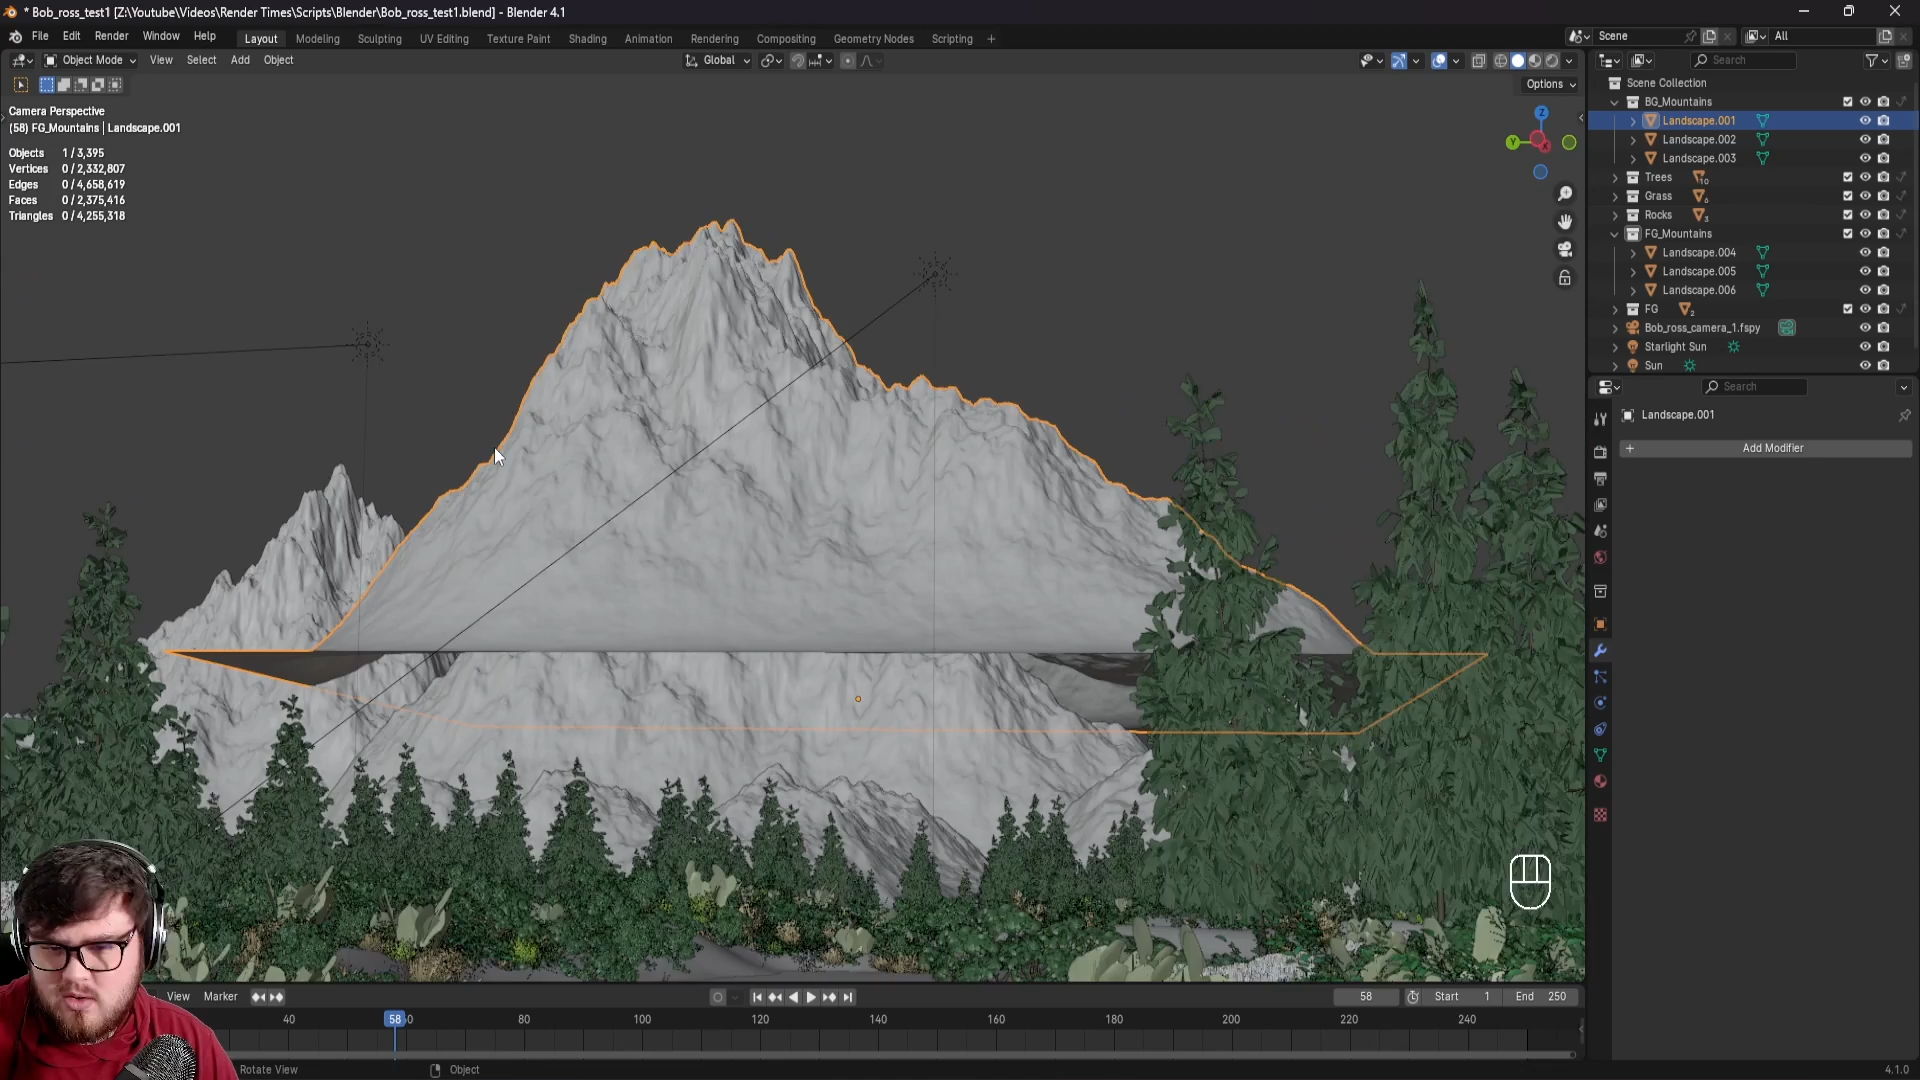 * Bob_ross_test1 [Z:\Youtube\Videos\Render Times\Scripts\Blender\Bob_ross_test1.blend] - Blender 4.1
File Edit Render Window Help Layout Modeling Sculpting UV Editing Texture Paint Shading Animation Rendering Compositing Geometry Nodes Scripting + Scene All
Object Mode View Select Add Object Global Search
Options
Camera Perspective
(58) FG_Mountains | Landscape.001
Objects 1 / 3,395
Vertices 0 / 2,332,807
Edges 0 / 4,658,619
Faces 0 / 2,375,416
Triangles 0 / 4,255,318
Z
Y
X
Scene Collection
BG_Mountains
Landscape.001
Landscape.002
Landscape.003
Trees 10
Grass 6
Rocks 3
FG_Mountains
Landscape.004
Landscape.005
Landscape.006
FG 2
Bob_ross_camera_1.fspy
Starlight Sun
Sun
Search
Landscape.001
+ Add Modifier
View Marker 58 Start 1 End 250
40 58 80 100 120 140 160 180 200 220 240
Rotate View Object 4.1.0